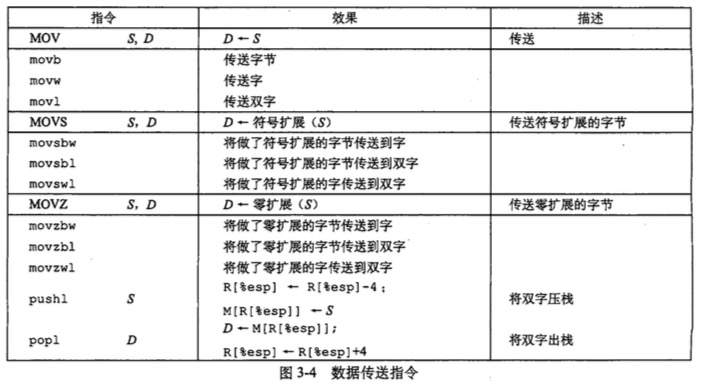 指令 效果 描述
MOV S, D D ← S 传送
movb 传送字节
movw 传送字
movl 传送双字
MOVS S, D D ← 符号扩展（S） 传送符号扩展的字节
movsbw 将做了符号扩展的字节传送到字
movsbl 将做了符号扩展的字节传送到双字
movswl 将做了符号扩展的字传送到双字
MOVZ S, D D ← 零扩展（S） 传送零扩展的字节
movzbw 将做了零扩展的字节传送到字
movzbl 将做了零扩展的字节传送到双字
movzwl 将做了零扩展的字传送到双字
pushl S R[%esp] ← R[%esp]-4; 将双字压栈
M[R[%esp]] ← S
popl D D ← M[R[%esp]]; 将双字出栈
R[%esp] ← R[%esp]+4
图 3-4 数据传送指令